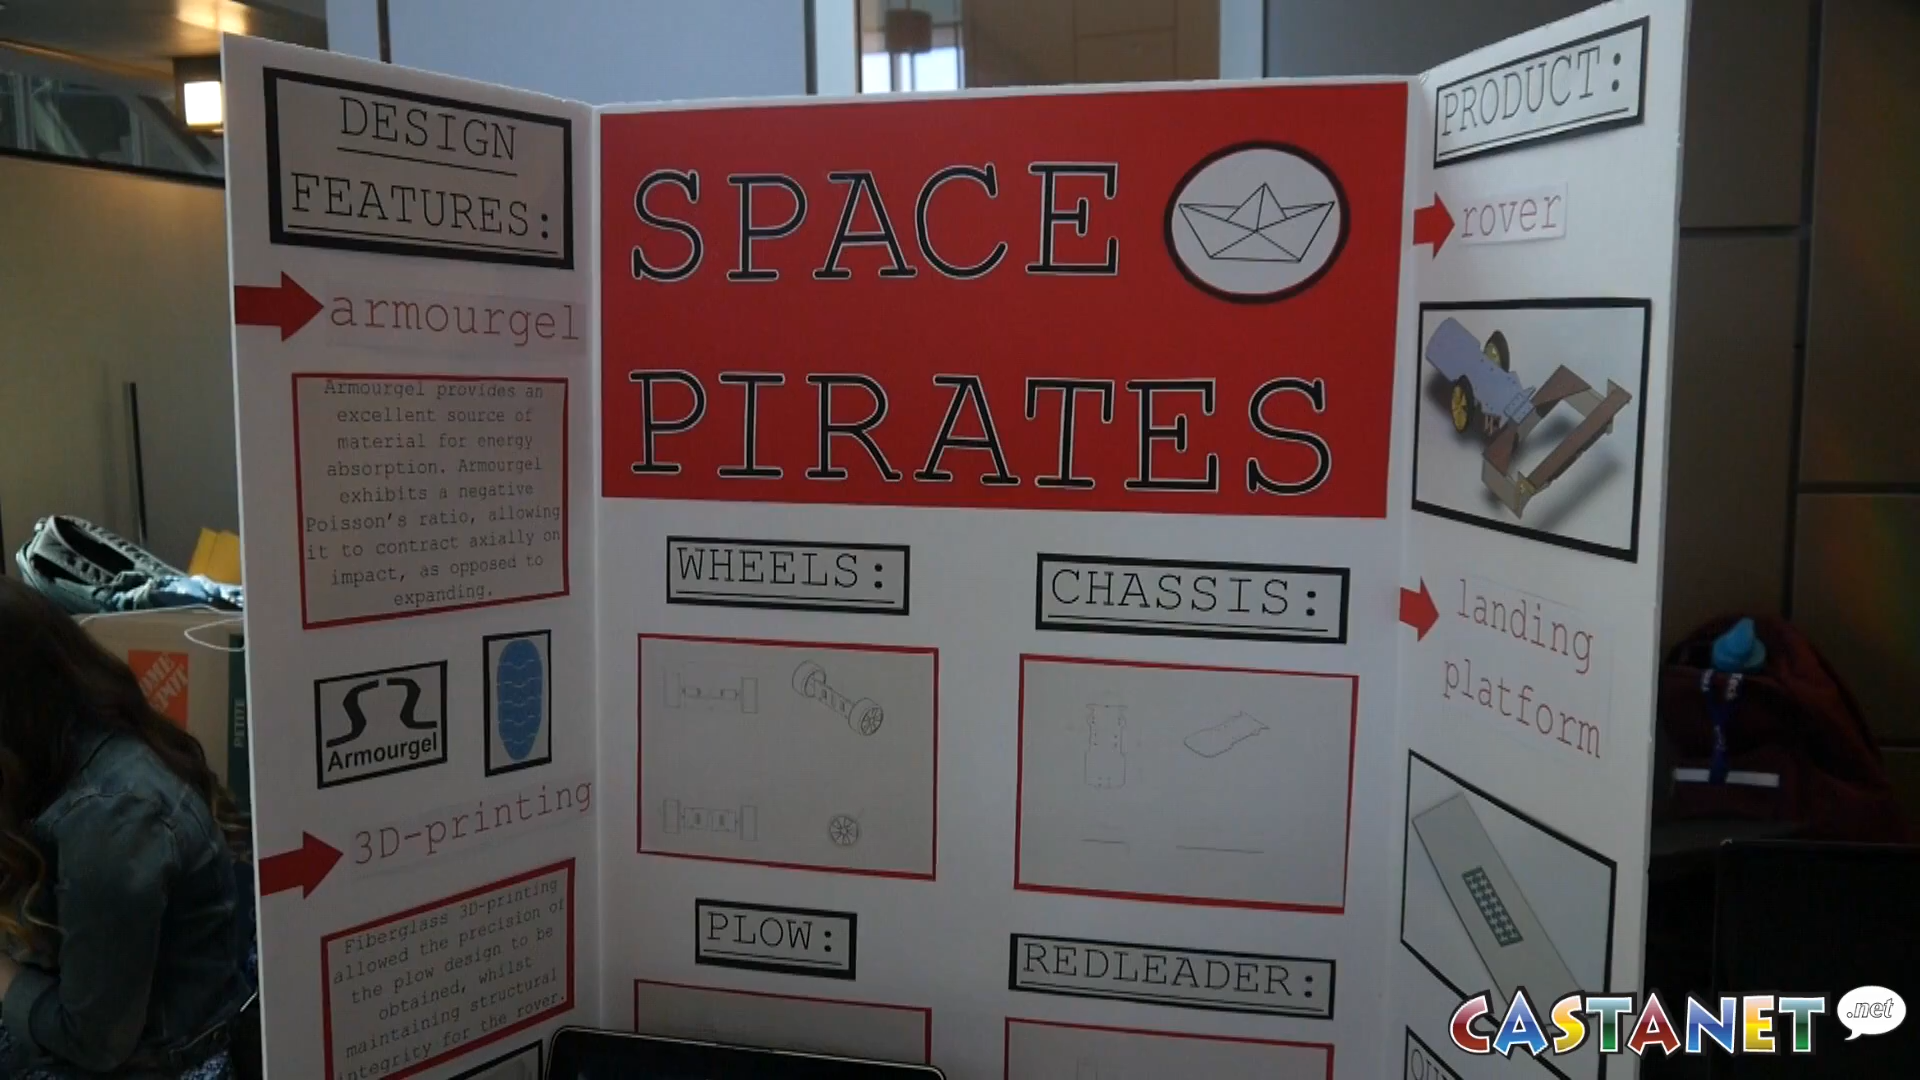 DESIGN
FEATURES:
armourgel
Armourgel provides an
excellent source of
material for energy
absorption. Armourgel
exhibits a negative
Poisson's ratio, allowing
it to contract axially on
impact, as opposed to
expanding.
Armourgel
3D-printing
Fiberglass 3D-printing
allowed the precision of
the plow design to be
obtained, whilst
maintaining structural
integrity for the rover.
SPACE
PIRATES
WHEELS:
CHASSIS:
PLOW:
REDLEADER:
PRODUCT:
rover
landing
platform
HOME
PETITE
CASTANET .net